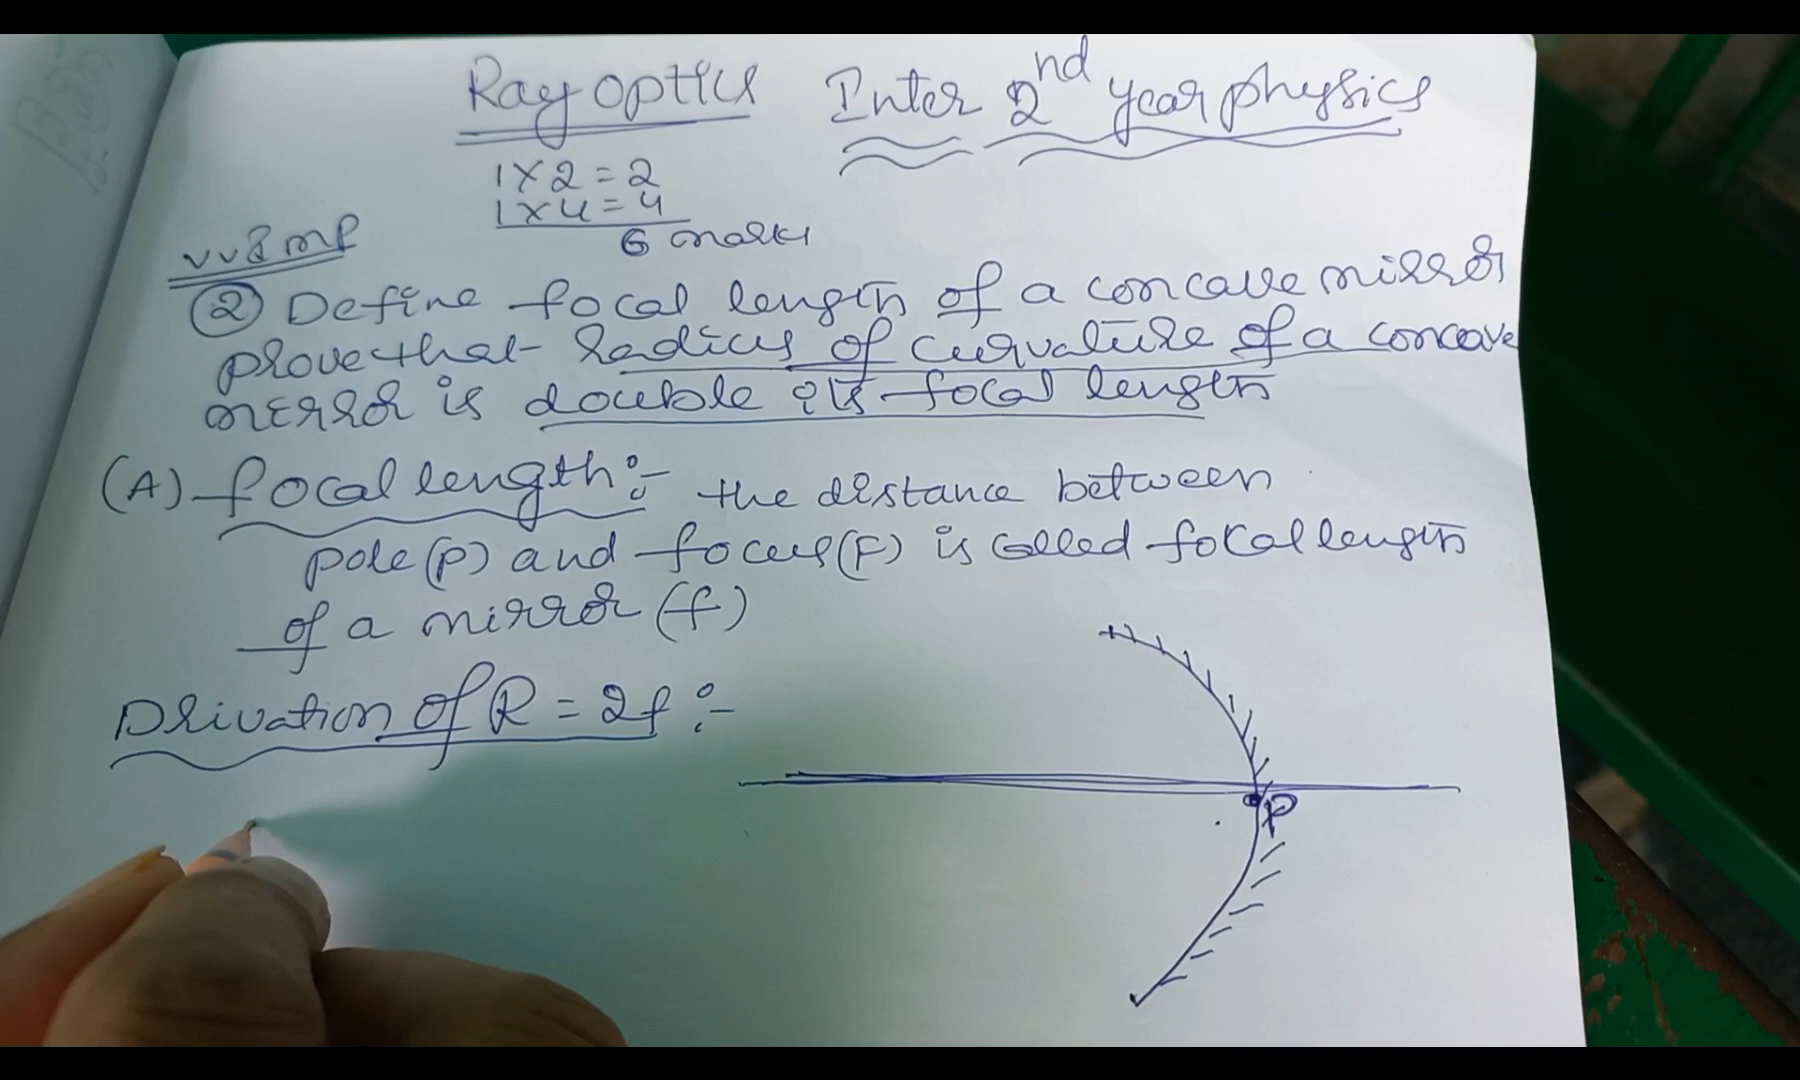 Ray optics Inter 2nd year physics
1 X 2 = 2
1 X 4 = 4
6 marks
vv Imp
② Define focal length of a concave mirror
prove that radius of curvature of a concave
mirror is double its focal length
(A) focal length :- the distance between
pole (p) and focus (F) is called focal length
of a mirror (f)
Drivation of R = 2f :-
P